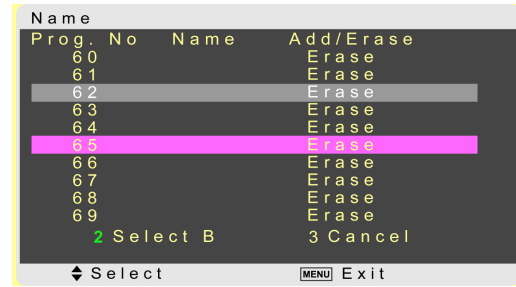 Name
Prog. No Name Add/Erase
60 Erase
61 Erase
62 Erase
63 Erase
64 Erase
65 Erase
66 Erase
67 Erase
68 Erase
69 Erase
2 Select B 3 Cancel
Select MENU Exit